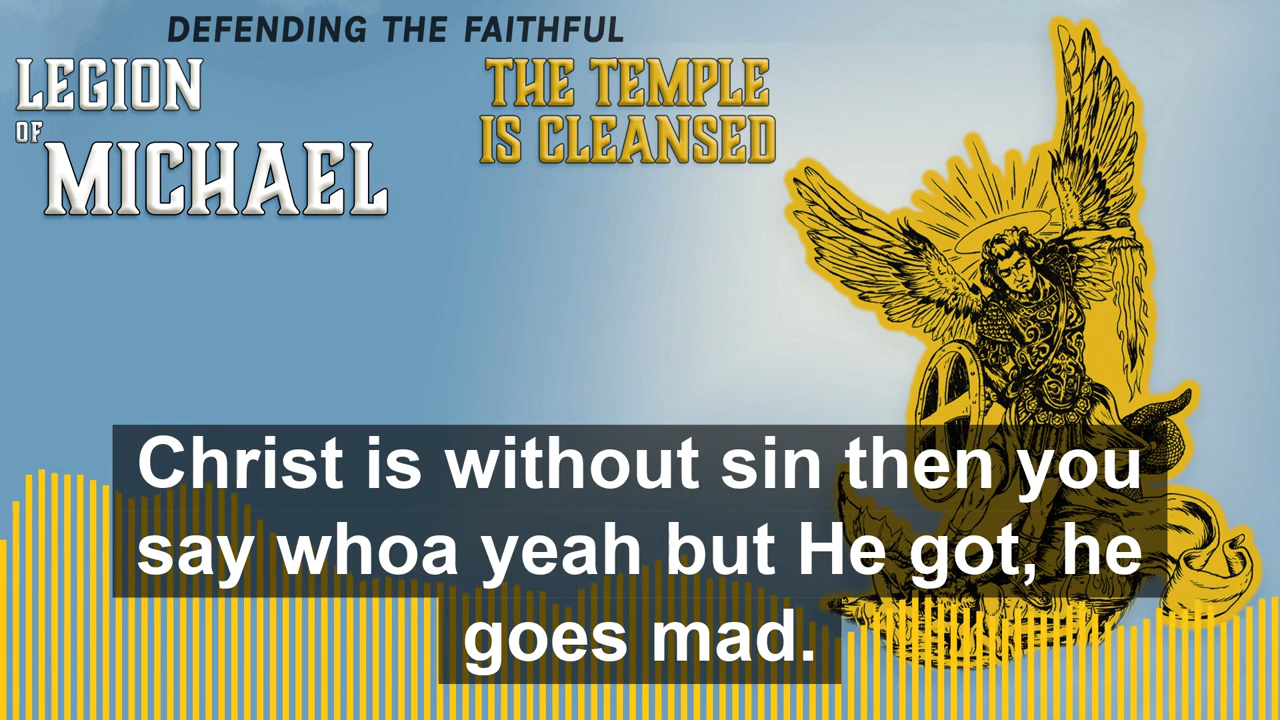 DEFENDING THE FAITHFUL
LEGION
OF
MICHAEL
THE TEMPLE
IS CLEANSED
Christ is without sin then you
say whoa yeah but He got, he
goes mad.